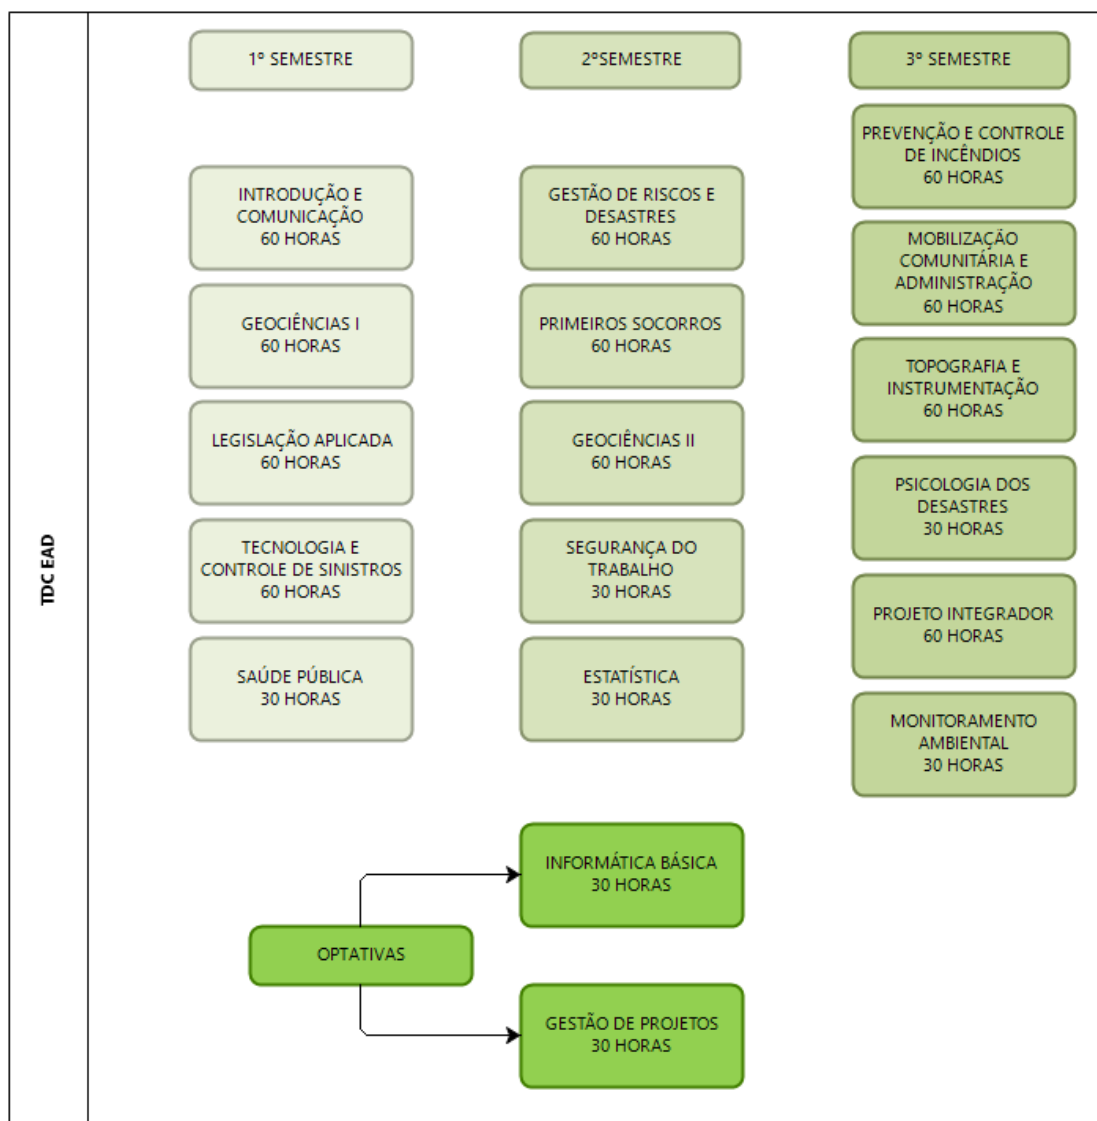 TDC EAD
1º SEMESTRE
INTRODUÇÃO E
COMUNICAÇÃO
60 HORAS
GEOCIÊNCIAS I
60 HORAS
LEGISLAÇÃO APLICADA
60 HORAS
TECNOLOGIA E
CONTROLE DE SINISTROS
60 HORAS
SAÚDE PÚBLICA
30 HORAS
2ºSEMESTRE
GESTÃO DE RISCOS E
DESASTRES
60 HORAS
PRIMEIROS SOCORROS
60 HORAS
GEOCIÊNCIAS II
60 HORAS
SEGURANÇA DO
TRABALHO
30 HORAS
ESTATÍSTICA
30 HORAS
3º SEMESTRE
PREVENÇÃO E CONTROLE
DE INCÊNDIOS
60 HORAS
MOBILIZAÇÃO
COMUNITÁRIA E
ADMINISTRAÇÃO
60 HORAS
TOPOGRAFIA E
INSTRUMENTAÇÃO
60 HORAS
PSICOLOGIA DOS
DESASTRES
30 HORAS
PROJETO INTEGRADOR
60 HORAS
MONITORAMENTO
AMBIENTAL
30 HORAS
OPTATIVAS
INFORMÁTICA BÁSICA
30 HORAS
GESTÃO DE PROJETOS
30 HORAS